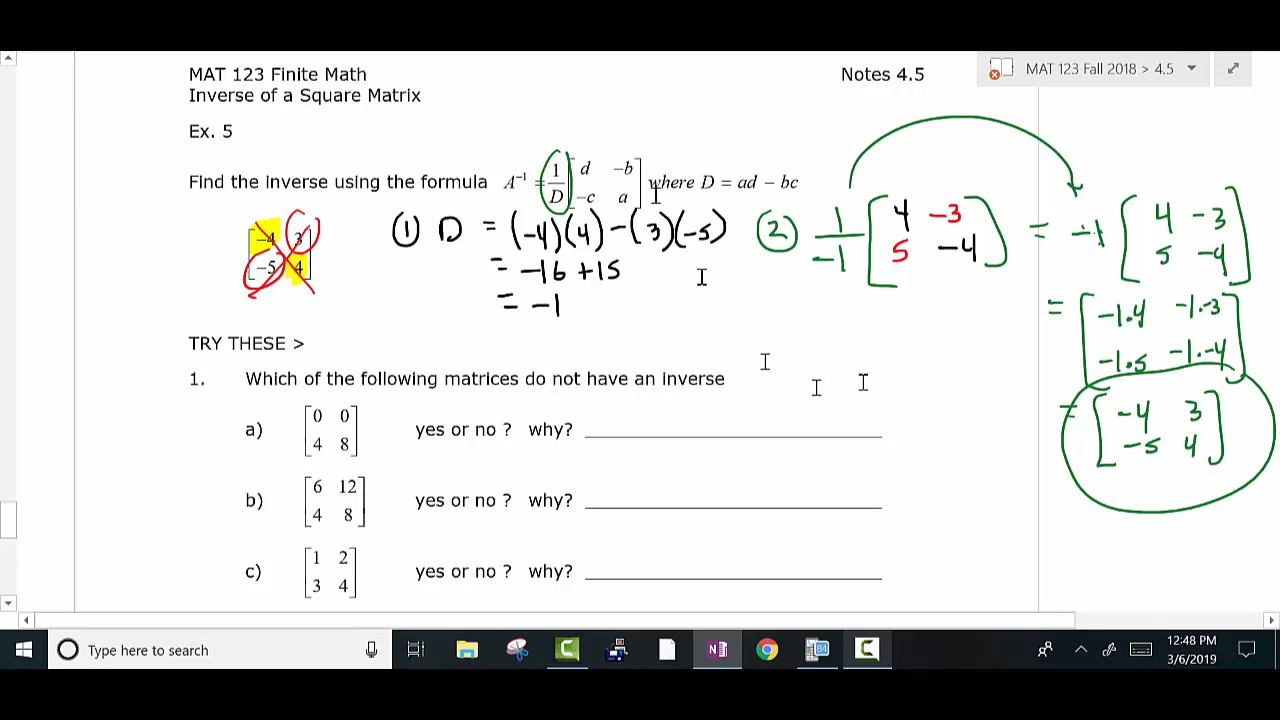 MAT 123 Finite Math
Notes 4.5
MAT 123 Fall 2018 > 4.5
Inverse of a Square Matrix
Ex. 5
Find the inverse using the formula A⁻¹ = 1/D [d -b; -c a] where D = ad - bc
[-4 3; -5 4]
① D = (-4)(4) - (3)(-5)
= -16 + 15
= -1
② 1/-1 [4 -3; 5 -4] = -1 [4 -3; 5 -4]
= [-1·4 -1·-3; -1·5 -1·-4]
= [-4 3; -5 4]
TRY THESE >
1. Which of the following matrices do not have an inverse
a) [0 0; 4 8] yes or no ? why? ____________________
b) [6 12; 4 8] yes or no ? why? ____________________
c) [1 2; 3 4] yes or no ? why? ____________________
Type here to search
84
12:48 PM
3/6/2019